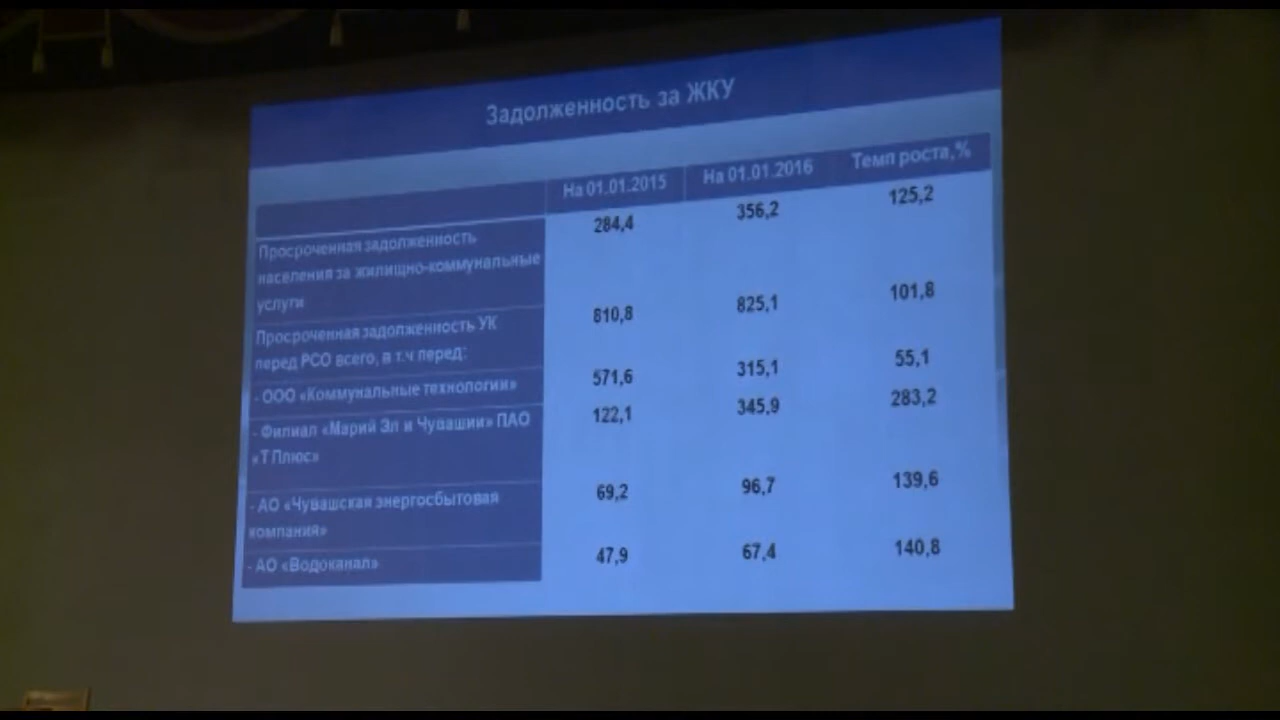 Задолженность за ЖКУ
На 01.01.2015 На 01.01.2016 Темп роста,%
Просроченная задолженность
населения за жилищно-коммунальные
услуги
284,4 356,2 125,2
Просроченная задолженность УК
перед РСО всего, в т.ч перед:
810,8 825,1 101,8
- ООО «Коммунальные технологии»
571,6 315,1 55,1
- Филиал «Марий Эл и Чувашии» ПАО
«Т Плюс»
122,1 345,9 283,2
- АО «Чувашская энергосбытовая
компания»
69,2 96,7 139,6
- АО «Водоканал»
47,9 67,4 140,8